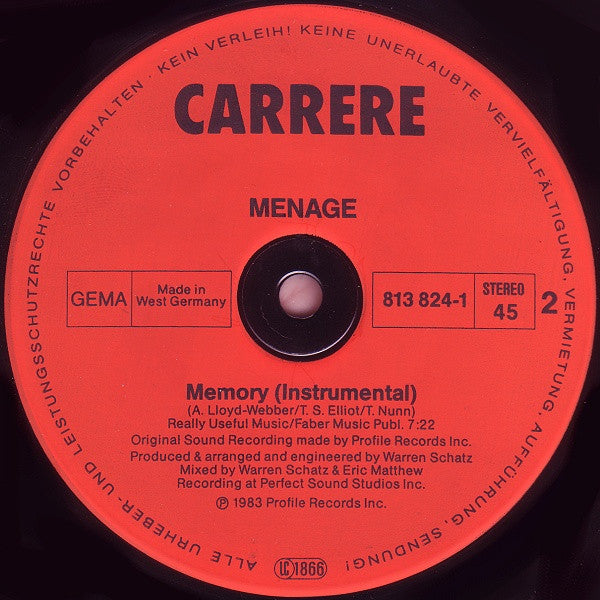 ALLE URHEBER- UND LEISTUNGSSCHUTZRECHTE VORBEHALTEN · KEIN VERLEIH! KEINE UNERLAUBTE VERVIELFÄLTIGUNG, VERMIETUNG, AUFFÜHRUNG, SENDUNG!
CARRERE
MENAGE
GEMA
Made in
West Germany
813 824-1
STEREO
45
2
Memory (Instrumental)
(A. Lloyd-Webber/T. S. Elliot/T. Nunn)
Really Useful Music/Faber Music Publ. 7:22
Original Sound Recording made by Profile Records Inc.
Produced & arranged and engineered by Warren Schatz
Mixed by Warren Schatz & Eric Matthew
Recording at Perfect Sound Studios Inc.
Ⓟ 1983 Profile Records Inc.
LC 1866